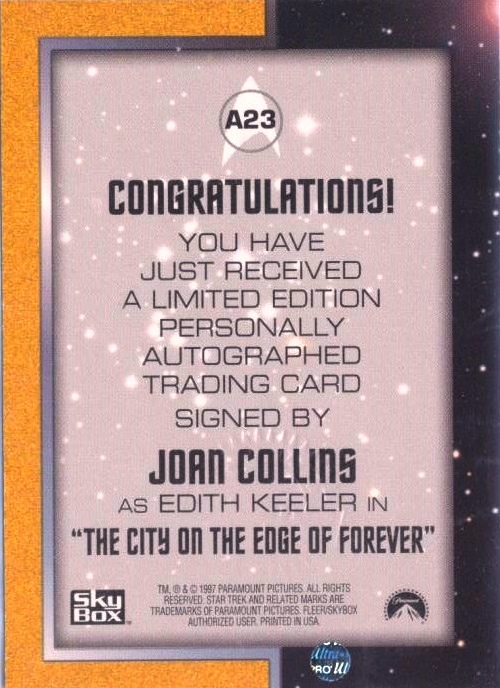 A23
CONGRATULATIONS!
YOU HAVE
JUST RECEIVED
A LIMITED EDITION
PERSONALLY
AUTOGRAPHED
TRADING CARD
SIGNED BY
JOAN COLLINS
AS EDITH KEELER IN
"THE CITY ON THE EDGE OF FOREVER"
SKY
BOX
TM, ® & © 1997 PARAMOUNT PICTURES. ALL RIGHTS
RESERVED. STAR TREK AND RELATED MARKS ARE
TRADEMARKS OF PARAMOUNT PICTURES. FLEER/SKYBOX
AUTHORIZED USER. PRINTED IN USA.
Paramount
Ultra
PRO Ul